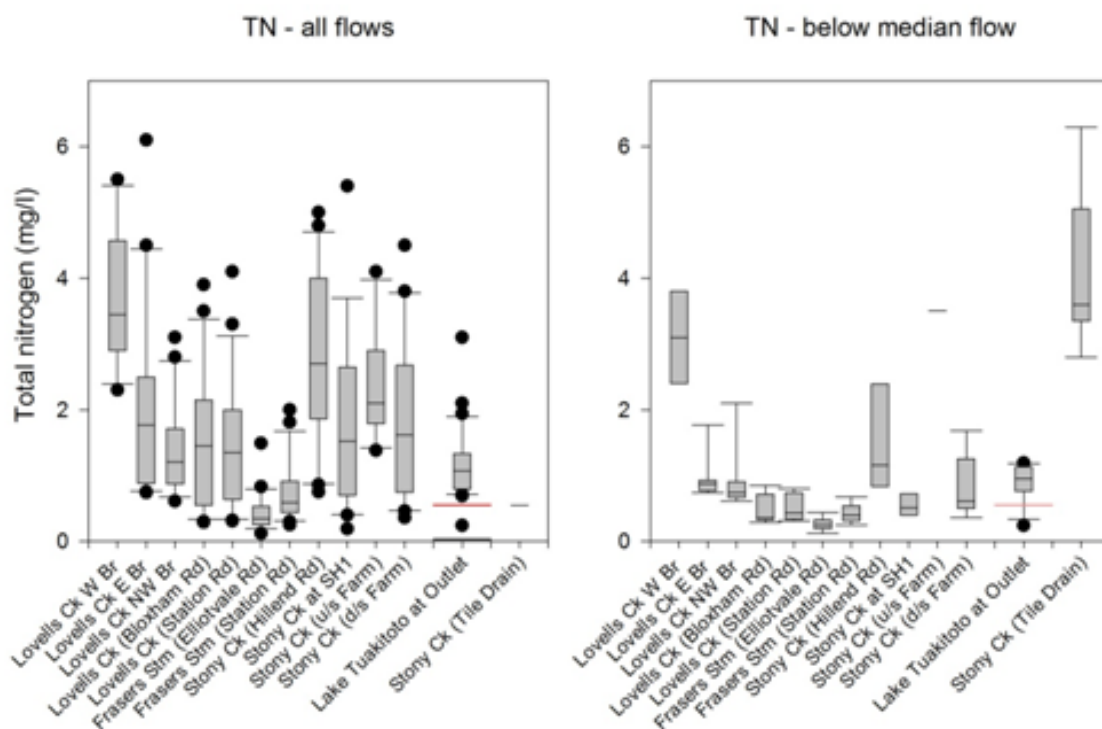 TN - all flows
TN - below median flow
Total nitrogen (mg/l)
6
4
2
0
Lovells Ck W Br
Lovells Ck E Br
Lovells Ck NW Br
Lovells Ck (Bloxham Rd)
Lovells Ck (Station Rd)
Frasers Stm (Elliotvale Rd)
Frasers Stm (Station Rd)
Stony Ck (Hillend Rd)
Stony Ck at SH1
Stony Ck (u/s Farm)
Stony Ck (d/s Farm)
Lake Tuakitoto at Outlet
Stony Ck (Tile Drain)
6
4
2
0
Lovells Ck W Br
Lovells Ck E Br
Lovells Ck NW Br
Lovells Ck (Bloxham Rd)
Lovells Ck (Station Rd)
Frasers Stm (Elliotvale Rd)
Frasers Stm (Station Rd)
Stony Ck (Hillend Rd)
Stony Ck at SH1
Stony Ck (u/s Farm)
Stony Ck (d/s Farm)
Lake Tuakitoto at Outlet
Stony Ck (Tile Drain)